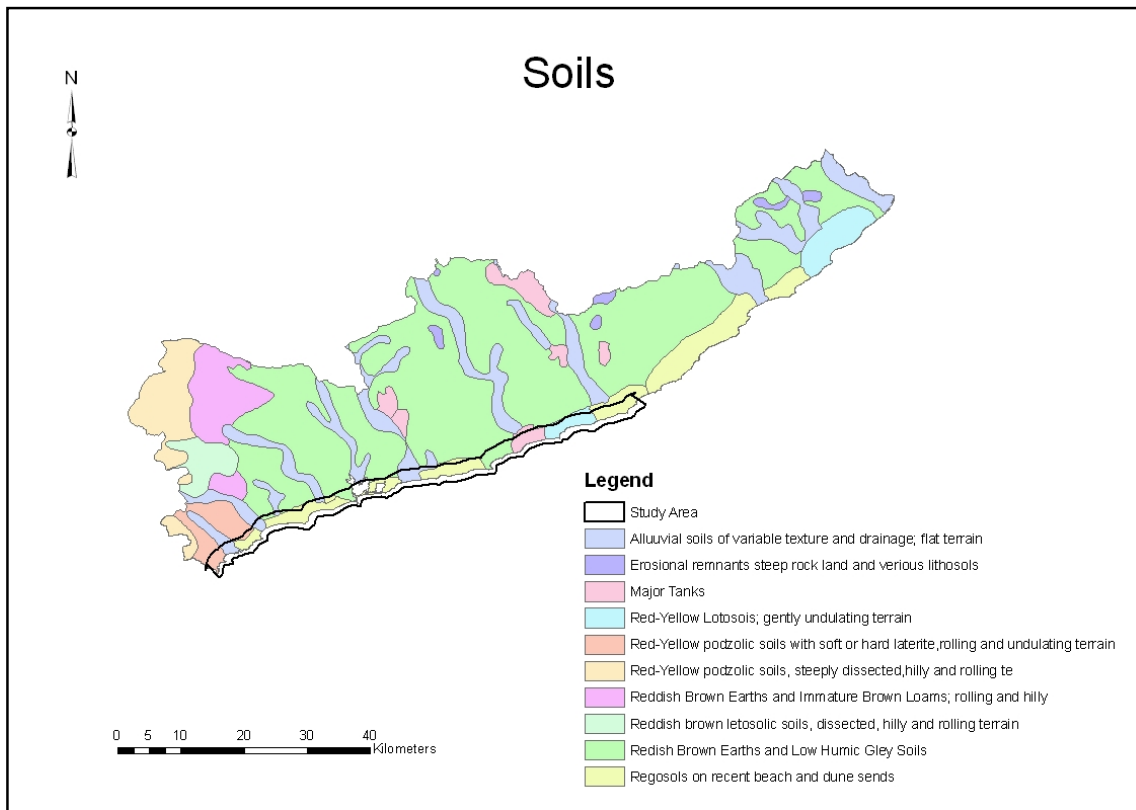 Soils
N
Legend
Study Area
Alluuvial soils of variable texture and drainage; flat terrain
Erosional remnants steep rock land and verious lithosols
Major Tanks
Red-Yellow Lotosois; gently undulating terrain
Red-Yellow podzolic soils with soft or hard laterite,rolling and undulating terrain
Red-Yellow podzolic soils, steeply dissected,hilly and rolling te
Reddish Brown Earths and Immature Brown Loams; rolling and hilly
Reddish brown letosolic soils, dissected, hilly and rolling terrain
Redish Brown Earths and Low Humic Gley Soils
Regosols on recent beach and dune sends
0 5 10 20 30 40
Kilometers